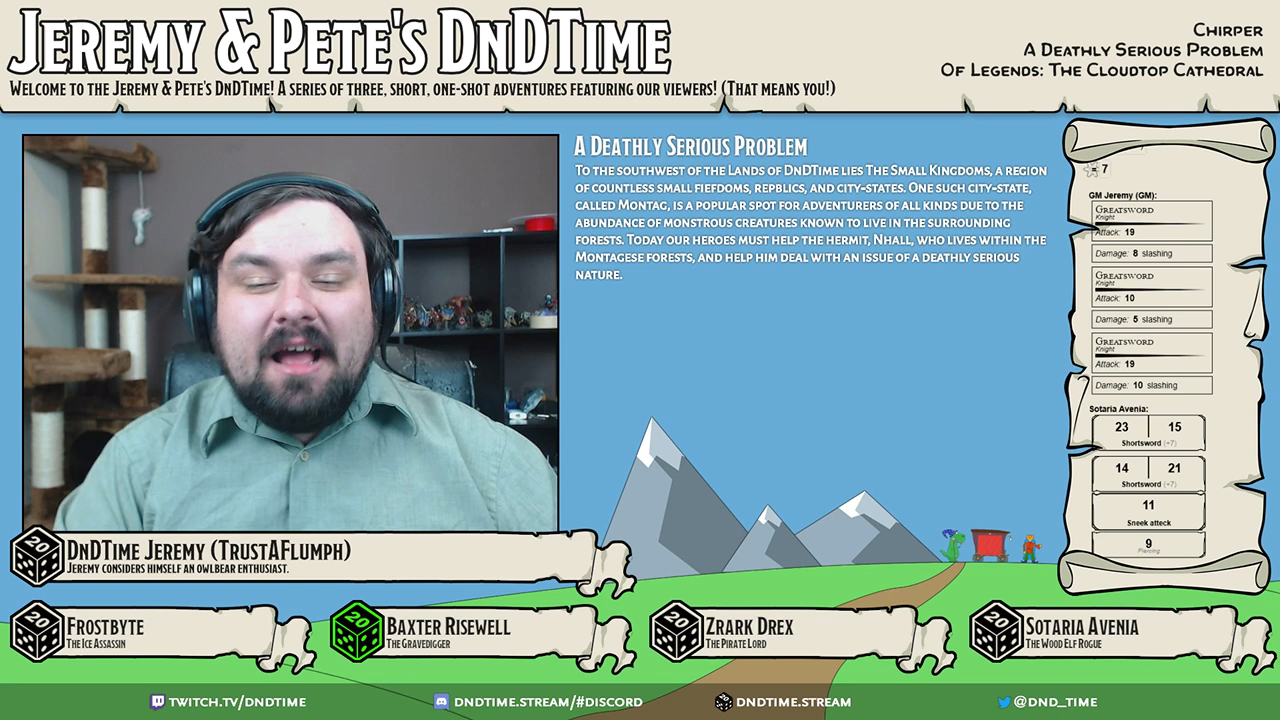 Jeremy & Pete's DnDTime
Welcome to the Jeremy & Pete's DnDTime! A series of three, short, one-shot adventures featuring our viewers! (That means you!)
Chirper
A Deathly Serious Problem
Of Legends: The Cloudtop Cathedral
A Deathly Serious Problem
To the southwest of the Lands of DnDTime lies The Small Kingdoms, a region
of countless small fiefdoms, repblics, and city-states. One such city-state,
called Montag, is a popular spot for adventurers of all kinds due to the
abundance of monstrous creatures known to live in the surrounding
forests. Today our heroes must help the hermit, Nhall, who lives within the
Montagese forests, and help him deal with an issue of a deathly serious
nature.
= 7
GM Jeremy (GM):
Greatsword
Knight
Attack: 19
Damage: 8 slashing
Greatsword
Knight
Attack: 10
Damage: 5 slashing
Greatsword
Knight
Attack: 19
Damage: 10 slashing
Sotaria Avenia:
23 15
Shortsword (+7)
14 21
Shortsword (+7)
11
Sneek atteck
9
Piercing
20
DnDTime Jeremy (TrustAFlumph)
Jeremy considers himself an owlbear enthusiast.
20
Frostbyte
The Ice Assassin
20
Baxter Risewell
The Gravedigger
20
Zrark Drex
The Pirate Lord
20
Sotaria Avenia
The Wood Elf Rogue
twitch.tv/dndtime
dndtime.stream/#discord
dndtime.stream
@dnd_time